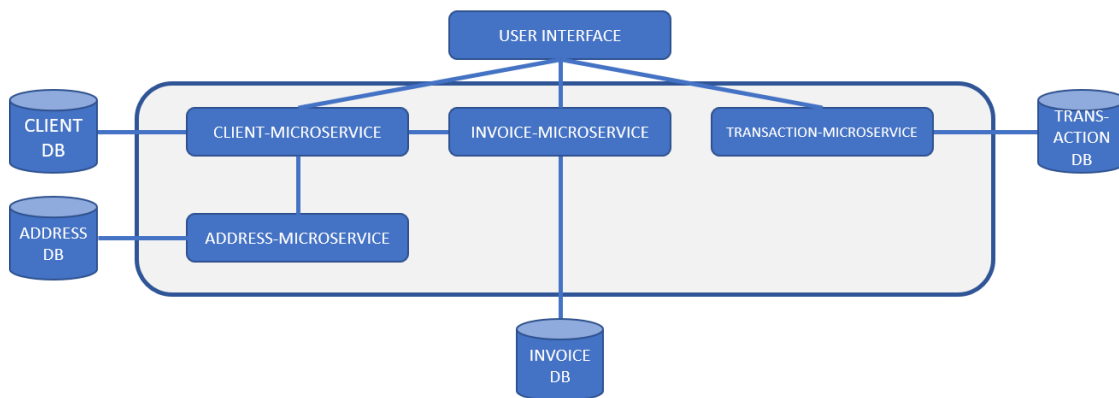 USER INTERFACE
CLIENT
DB
CLIENT-MICROSERVICE
INVOICE-MICROSERVICE
TRANSACTION-MICROSERVICE
TRANS-
ACTION
DB
ADDRESS
DB
ADDRESS-MICROSERVICE
INVOICE
DB